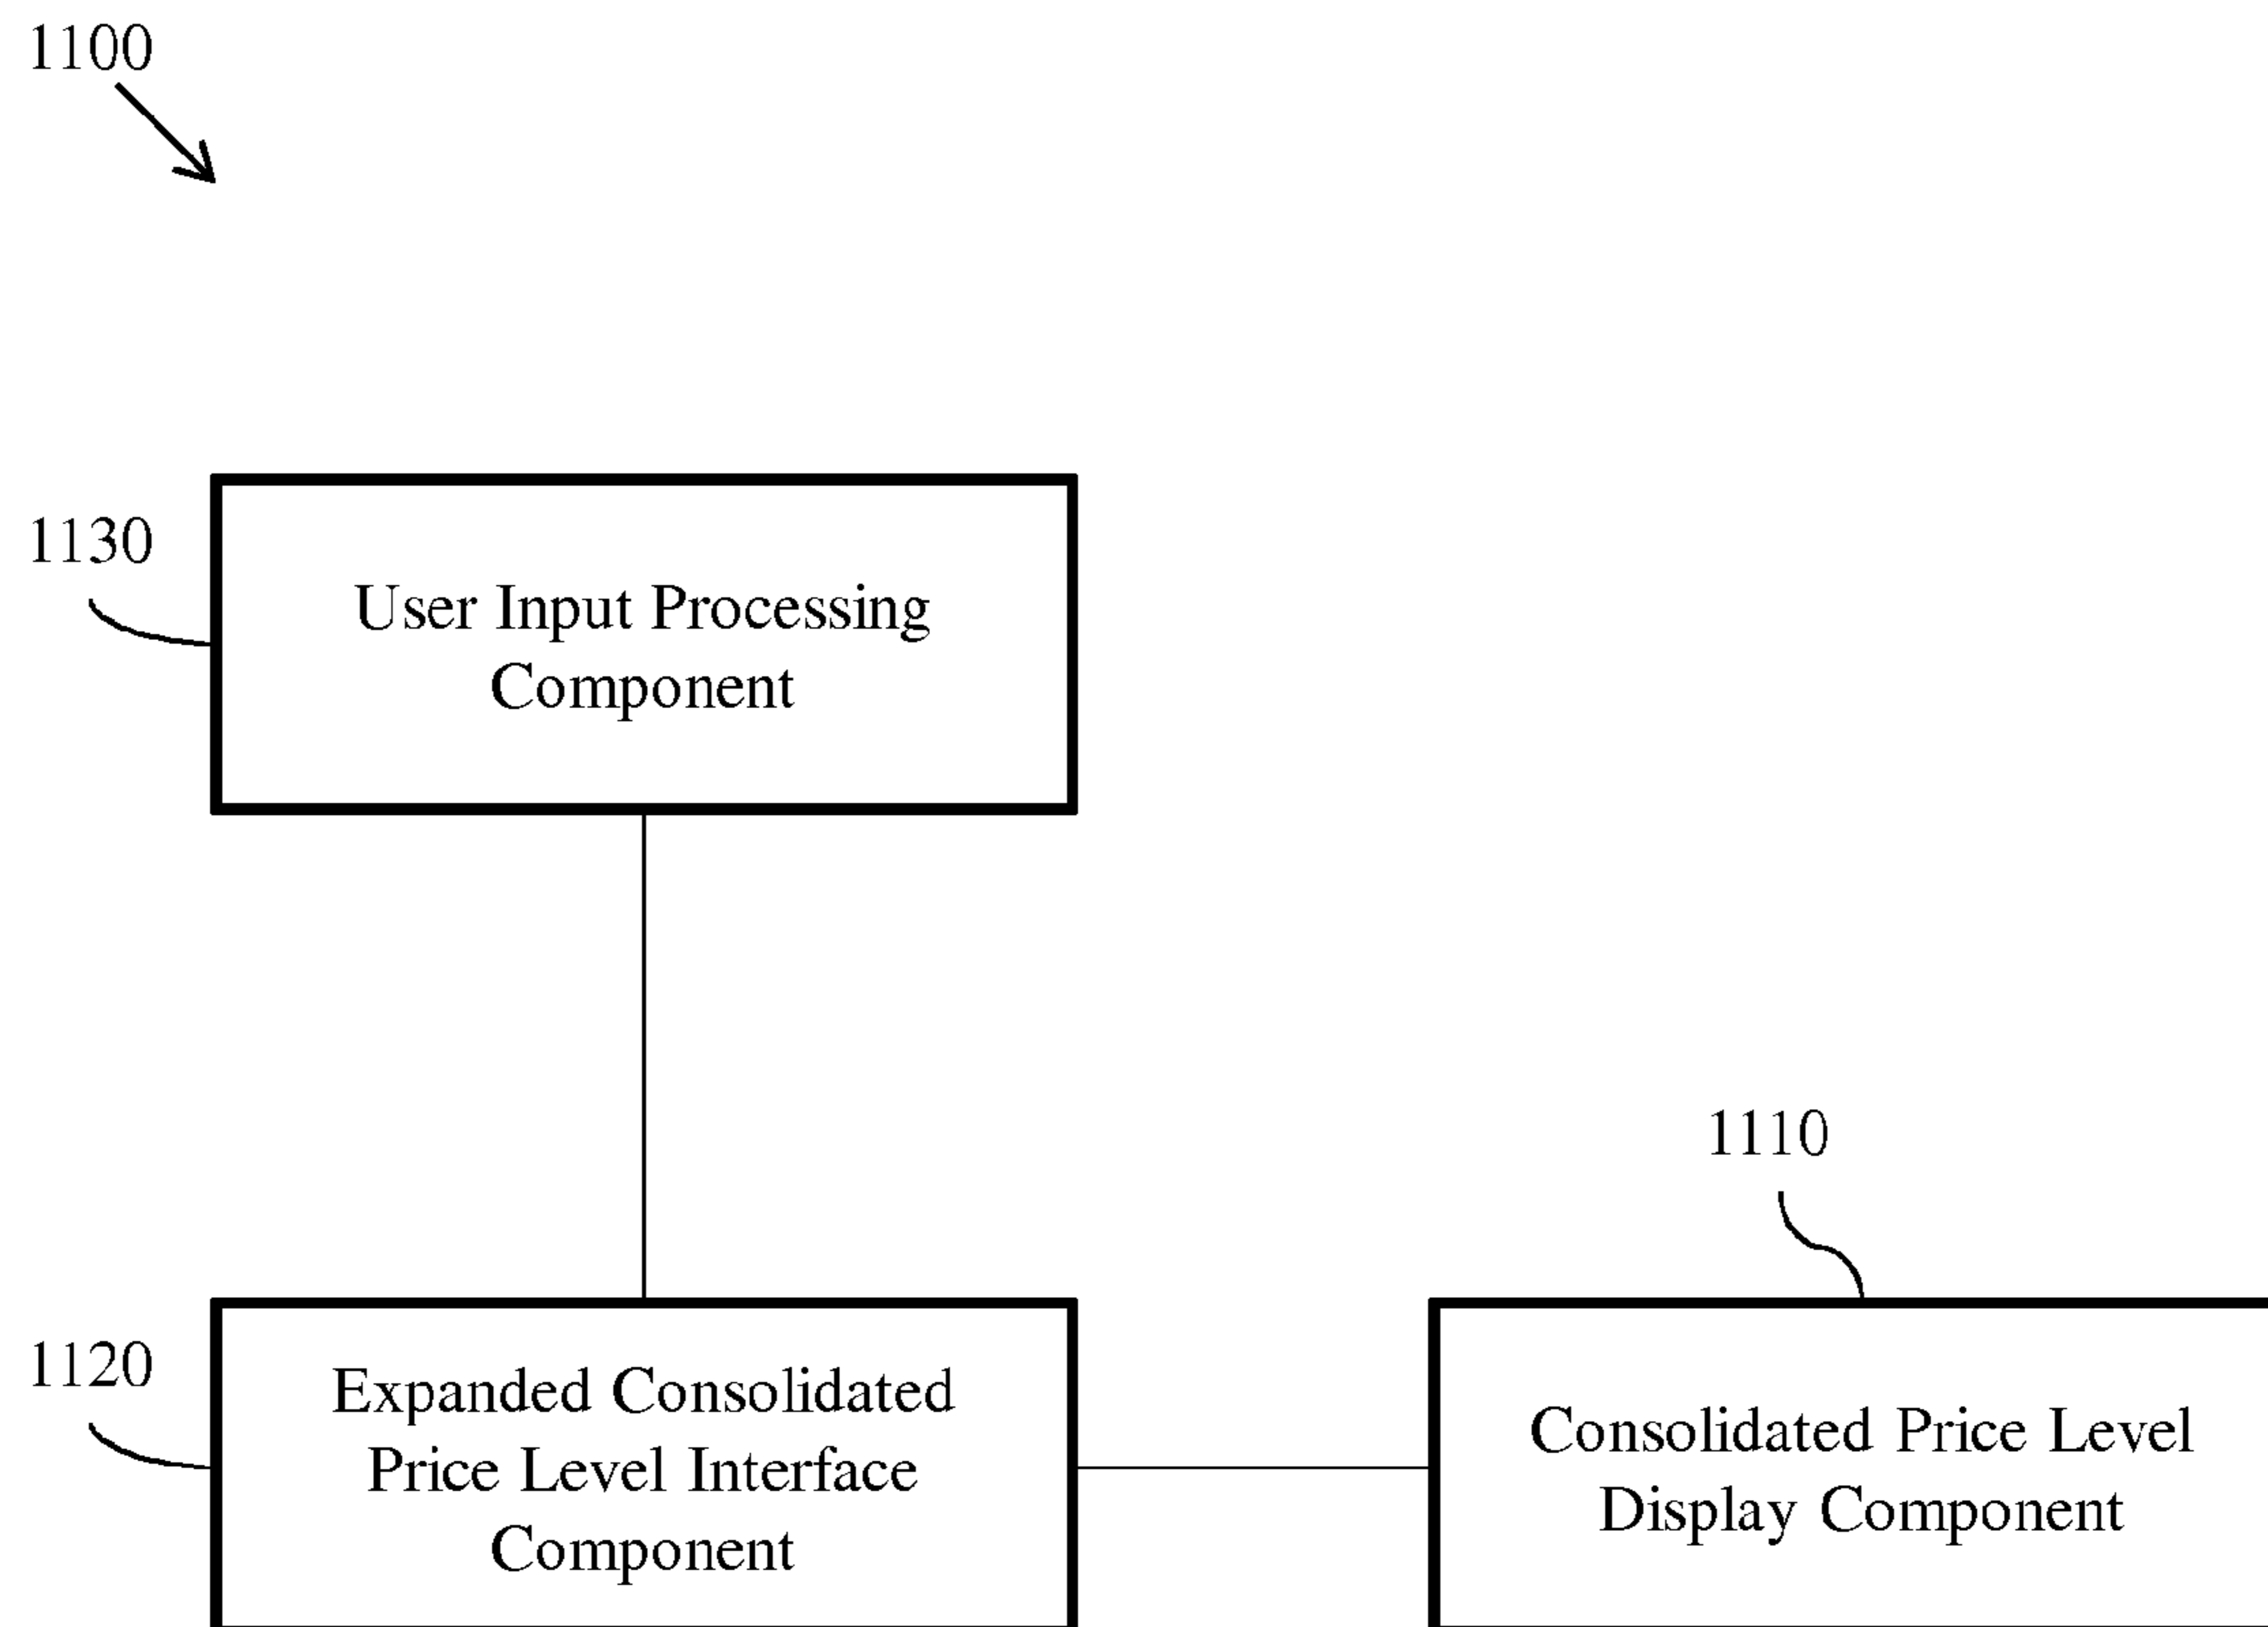 1100
1130
User Input Processing
Component
1110
1120
Expanded Consolidated
Price Level Interface
Component
Consolidated Price Level
Display Component